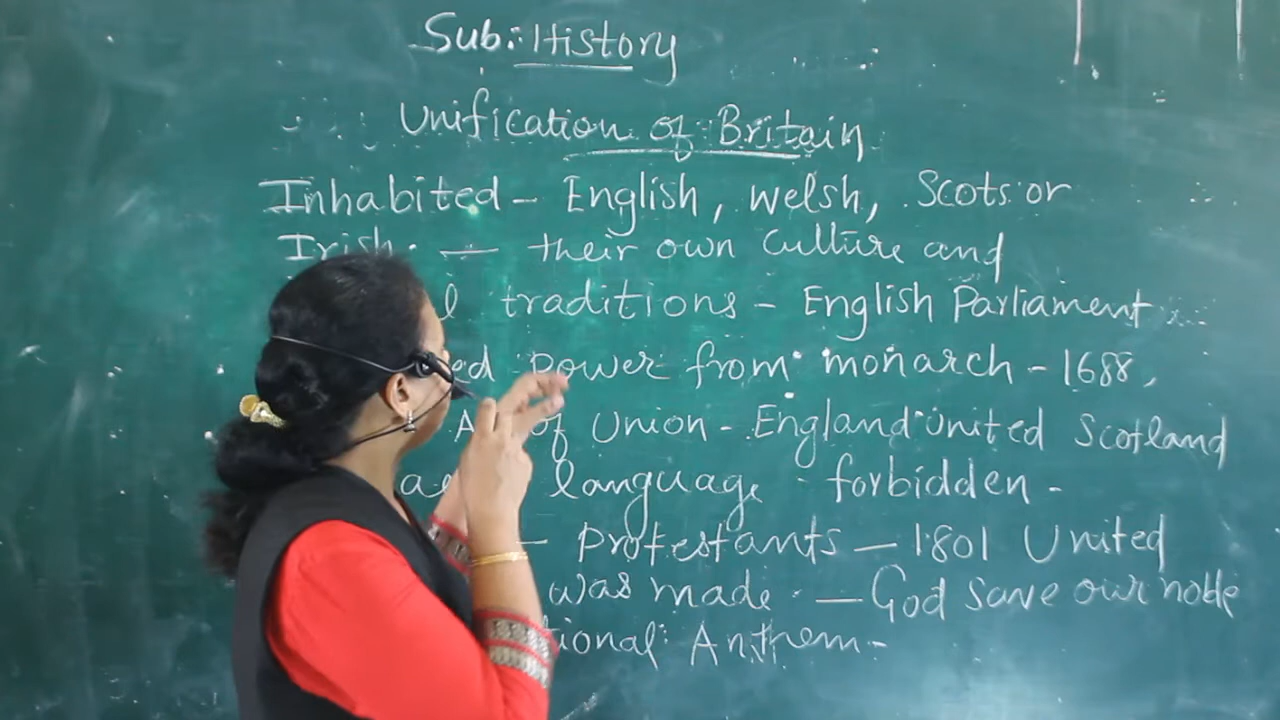 Sub: History
Unification of Britain
Inhabited - English, Welsh, Scots or
Irish. — their own Culture and
l traditions - English Parliament
ed power from monarch - 1688,
A of Union - England united Scotland
language forbidden -
— Protestants — 1801 United
was made. — God save our noble
tional Anthem -